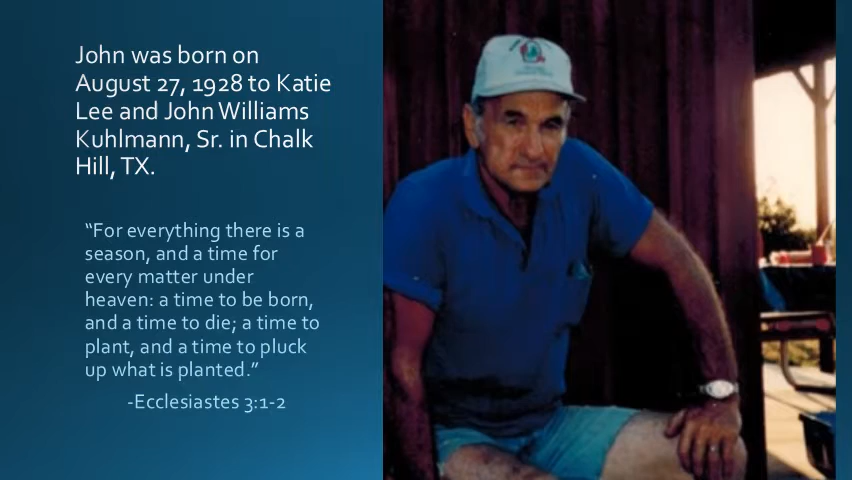 John was born on
August 27, 1928 to Katie
Lee and John Williams
Kuhlmann, Sr. in Chalk
Hill, TX.
“For everything there is a
season, and a time for
every matter under
heaven: a time to be born,
and a time to die; a time to
plant, and a time to pluck
up what is planted.”
-Ecclesiastes 3:1-2